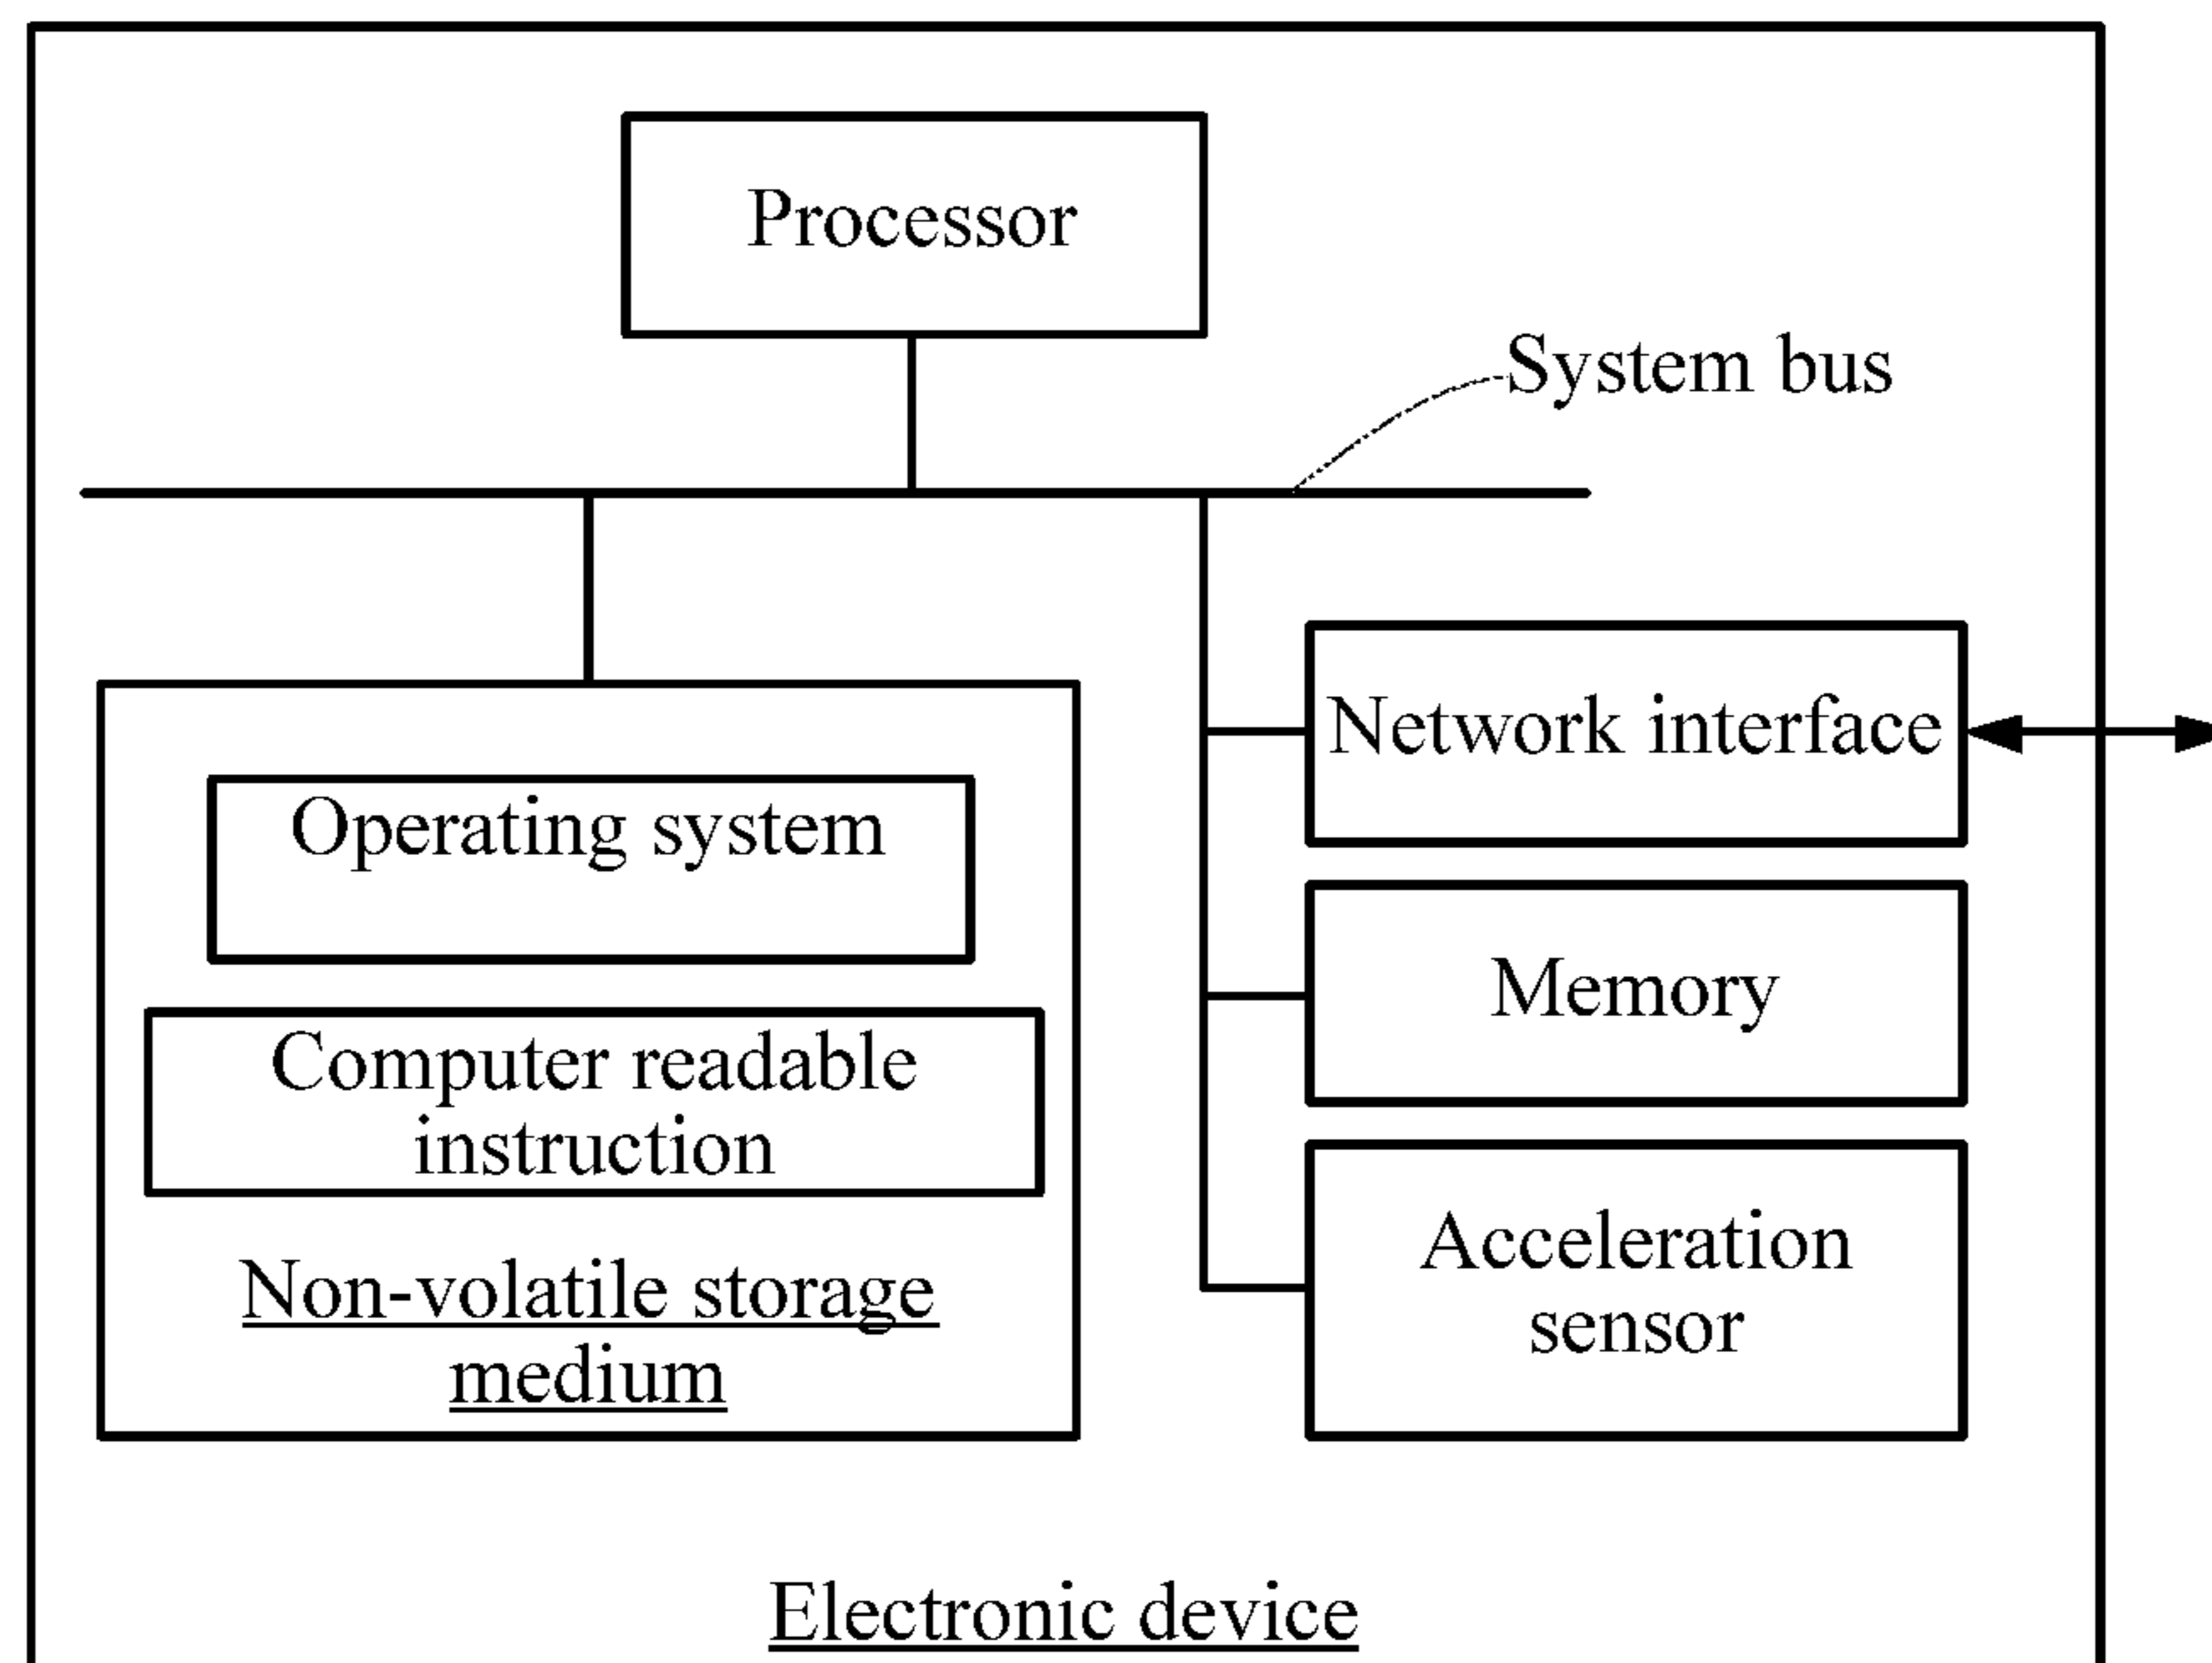 Processor
System bus
Network interface
Operating system
Memory
Computer readable
instruction
Acceleration
sensor
Non-volatile storage
medium
Electronic device